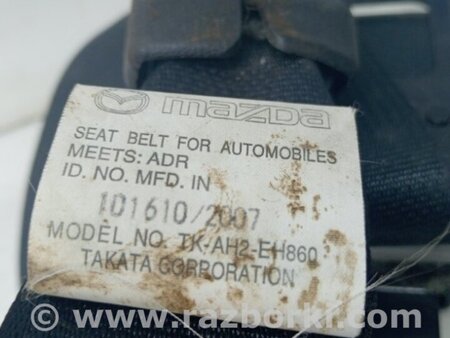 mazda
SEAT BELT FOR AUTOMOBILES
MEETS: ADR
ID. NO. MFD. IN
101610/2007
MODEL NO. TK-AH2-EH860
TAKATA CORPORATION
© www.razborki.com